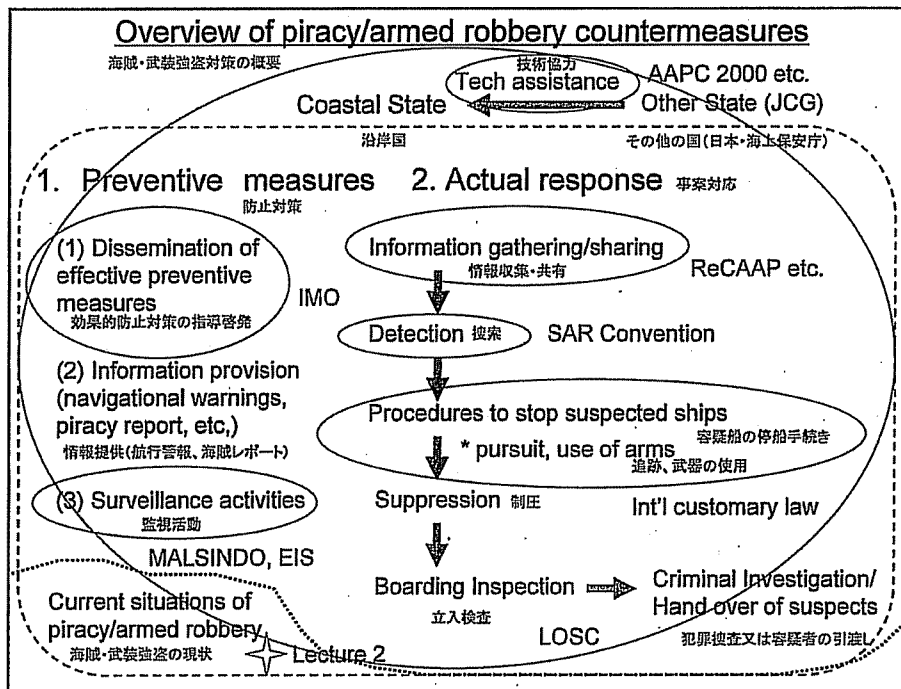 Overview of piracy/armed robbery countermeasures
海賊・武装強盗対策の概要
技術協力
Tech assistance
AAPC 2000 etc.
Coastal State
Other State (JCG)
沿岸国
その他の国(日本・海上保安庁)
1. Preventive measures
防止対策
2. Actual response 事案対応
(1) Dissemination of
effective preventive
measures
効果的防止対策の指導啓発
IMO
(2) Information provision
(navigational warnings,
piracy report, etc,)
情報提供(航行警報、海賊レポート)
(3) Surveillance activities
監視活動
MALSINDO, EIS
Current situations of
piracy/armed robbery
海賊・武装強盗の現状
Lecture 2
Information gathering/sharing
情報収集・共有
ReCAAP etc.
Detection 捜索
SAR Convention
Procedures to stop suspected ships
容疑船の停船手続き
* pursuit, use of arms
追跡、武器の使用
Suppression 制圧
Int'l customary law
Boarding Inspection
立入検査
Criminal Investigation/
Hand over of suspects
犯罪捜査又は容疑者の引渡し
LOSC